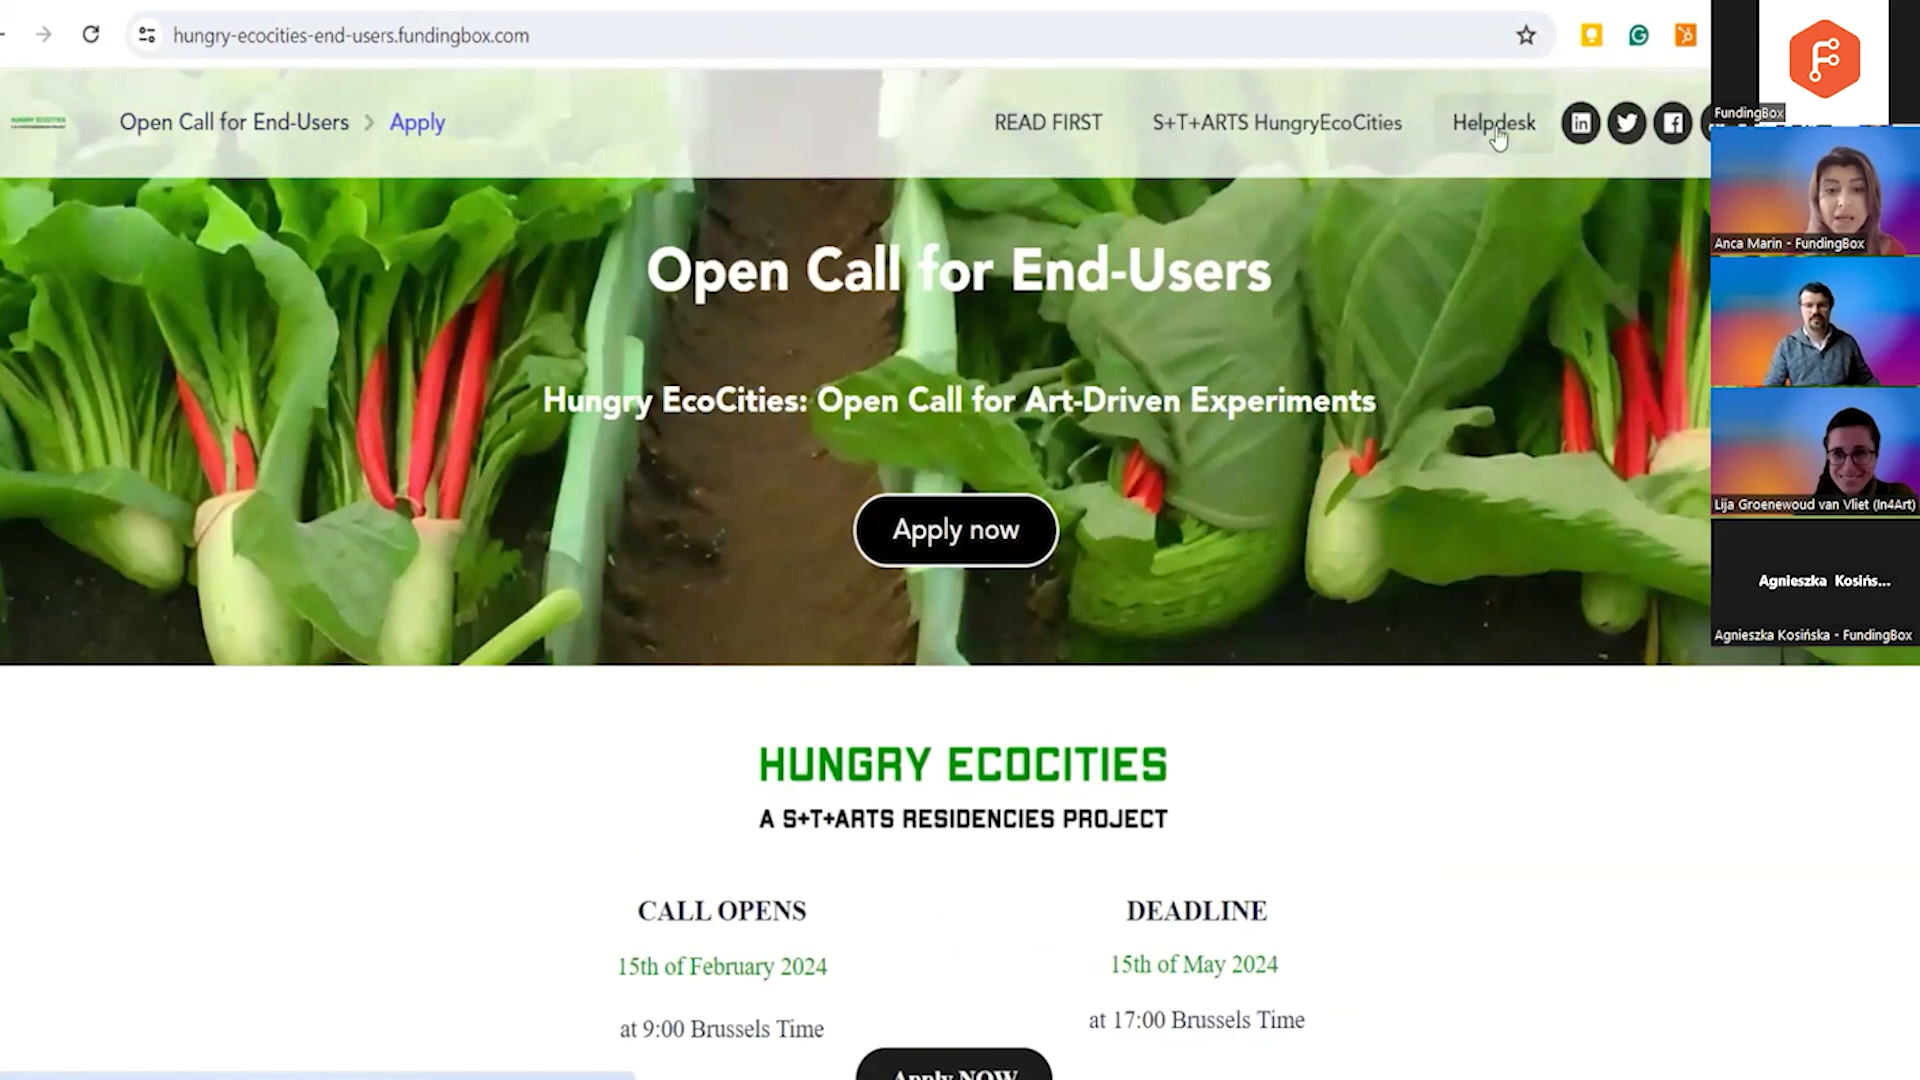 hungry-ecocities-end-users.fundingbox.com
Open Call for End-Users > Apply
READ FIRST
S+T+ARTS HungryEcoCities
Helpdesk
FundingBox
Anca Marin - FundingBox
Open Call for End-Users
Hungry EcoCities: Open Call for Art-Driven Experiments
Apply now
Lija Groenewoud van Vliet (In4Art)
Agnieszka Kosińs...
Agnieszka Kosińska - FundingBox
HUNGRY ECOCITIES
A S+T+ARTS RESIDENCIES PROJECT
CALL OPENS
15th of February 2024
at 9:00 Brussels Time
DEADLINE
15th of May 2024
at 17:00 Brussels Time
Apply NOW